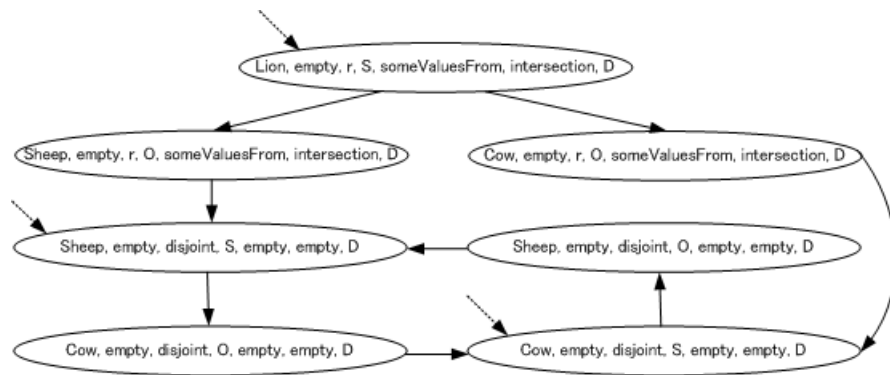 Lion, empty, r, S, someValuesFrom, intersection, D
Sheep, empty, r, O, someValuesFrom, intersection, D
Cow, empty, r, O, someValuesFrom, intersection, D
Sheep, empty, disjoint, S, empty, empty, D
Sheep, empty, disjoint, O, empty, empty, D
Cow, empty, disjoint, O, empty, empty, D
Cow, empty, disjoint, S, empty, empty, D